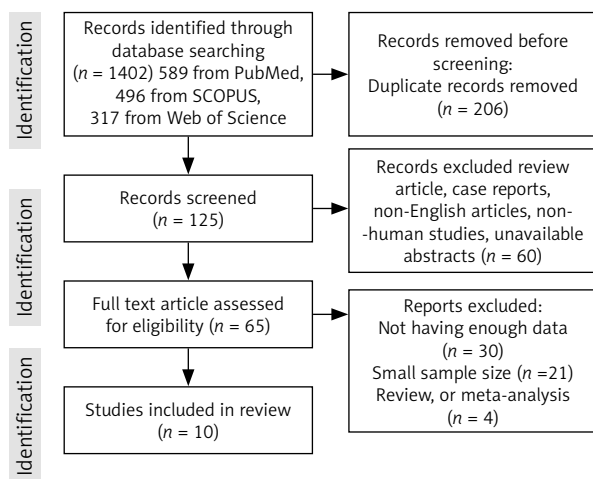 Identification
Records identified through
database searching
(n = 1402) 589 from PubMed,
496 from SCOPUS,
317 from Web of Science
Records removed before
screening:
Duplicate records removed
(n = 206)
Identification
Records screened
(n = 125)
Records excluded review
article, case reports,
non-English articles, non-
-human studies, unavailable
abstracts (n = 60)
Full text article assessed
for eligibility (n = 65)
Reports excluded:
Not having enough data
(n = 30)
Small sample size (n =21)
Review, or meta-analysis
(n = 4)
Identification
Studies included in review
(n = 10)